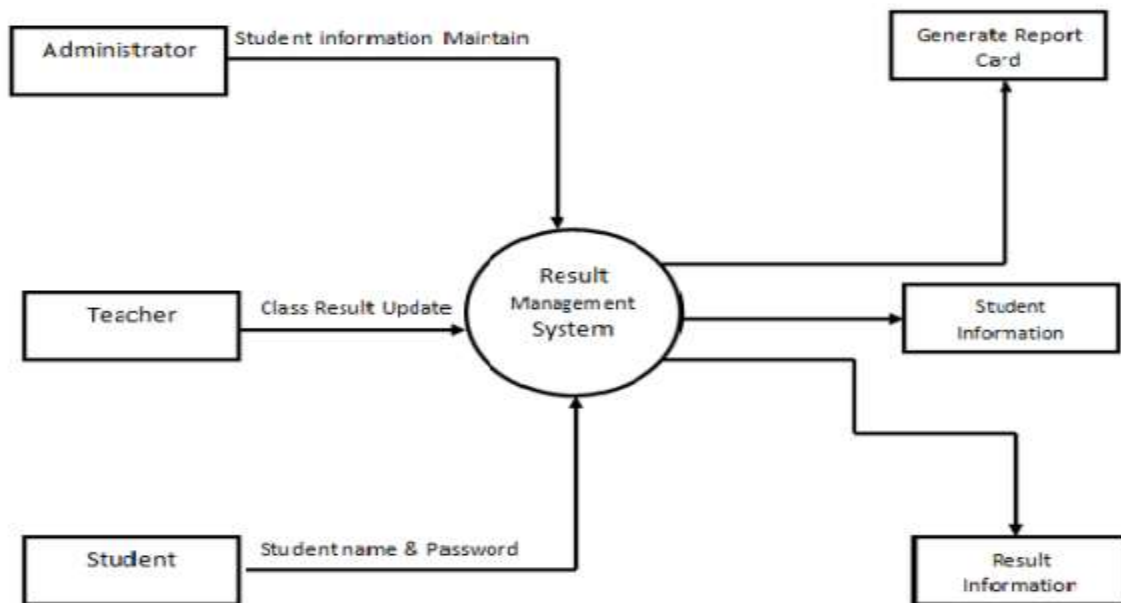 Administrator
Student information Maintain
Generate Report
Card
Result
Management
System
Teacher
Class Result Update
Student
Information
Student
Student name & Password
Result
Information